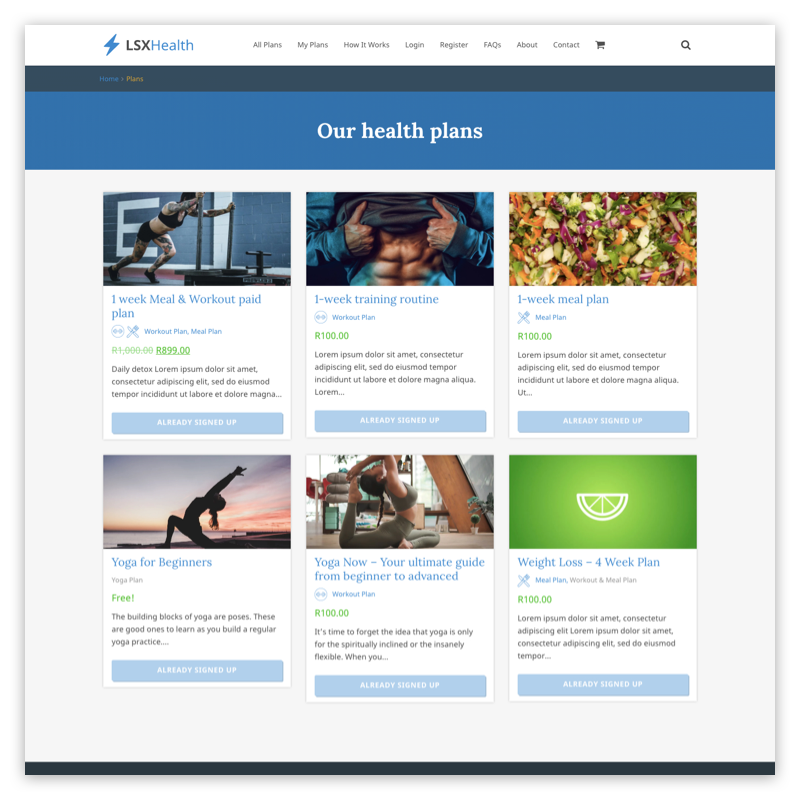 LSXHealth
All Plans My Plans How It Works Login Register FAQs About Contact
Home › Plans
Our health plans
1 week Meal & Workout paid
plan
Workout Plan, Meal Plan
R1,000.00 R899.00
Daily detox Lorem ipsum dolor sit amet,
consectetur adipiscing elit, sed do eiusmod
tempor incididunt ut labore et dolore magna...
ALREADY SIGNED UP
1-week training routine
Workout Plan
R100.00
Lorem ipsum dolor sit amet, consectetur
adipiscing elit, sed do eiusmod tempor
incididunt ut labore et dolore magna aliqua.
Lorem...
ALREADY SIGNED UP
1-week meal plan
Meal Plan
R100.00
Lorem ipsum dolor sit amet, consectetur
adipiscing elit, sed do eiusmod tempor
incididunt ut labore et dolore magna aliqua.
Ut...
ALREADY SIGNED UP
Yoga for Beginners
Yoga Plan
Free!
The building blocks of yoga are poses. These
are good ones to learn as you build a regular
yoga practice....
ALREADY SIGNED UP
Yoga Now – Your ultimate guide
from beginner to advanced
Workout Plan
R100.00
It's time to forget the idea that yoga is only
for the spiritually inclined or the insanely
flexible. When you...
ALREADY SIGNED UP
Weight Loss – 4 Week Plan
Meal Plan, Workout & Meal Plan
R100.00
Lorem ipsum dolor sit amet, consectetur
adipiscing elit Lorem ipsum dolor sit amet,
consectetur adipiscing elit, sed do eiusmod
tempor...
ALREADY SIGNED UP